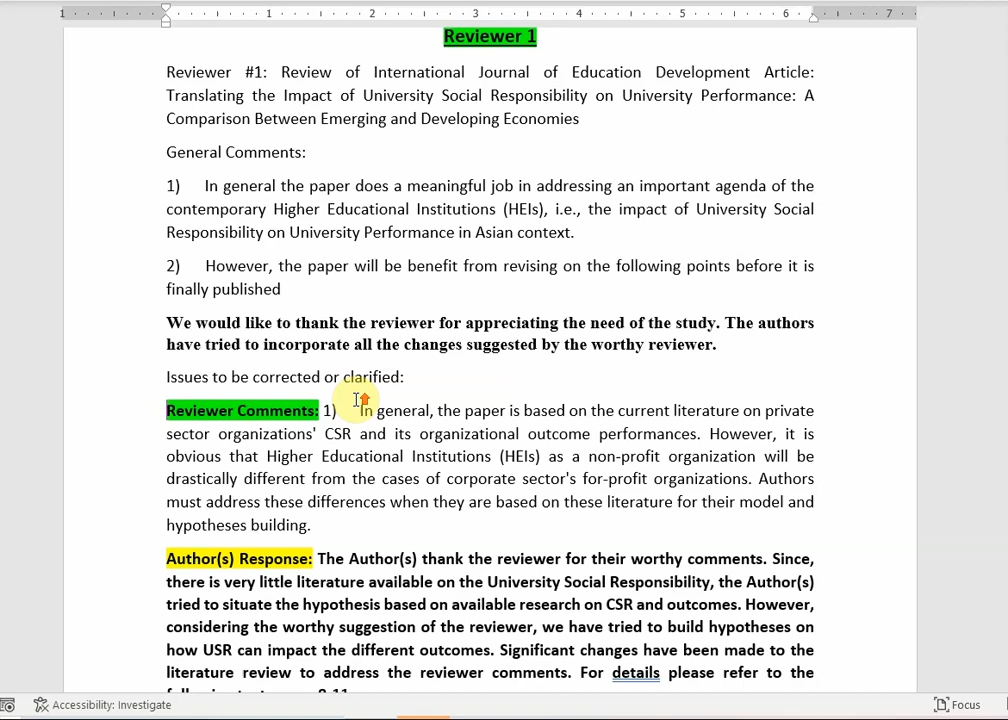 1 1 2 3 4 5 6 7
Reviewer 1
Reviewer #1: Review of International Journal of Education Development Article:
Translating the Impact of University Social Responsibility on University Performance: A
Comparison Between Emerging and Developing Economies
General Comments:
1) In general the paper does a meaningful job in addressing an important agenda of the
contemporary Higher Educational Institutions (HEIs), i.e., the impact of University Social
Responsibility on University Performance in Asian context.
2) However, the paper will be benefit from revising on the following points before it is
finally published
We would like to thank the reviewer for appreciating the need of the study. The authors
have tried to incorporate all the changes suggested by the worthy reviewer.
Issues to be corrected or clarified:
Reviewer Comments: 1) In general, the paper is based on the current literature on private
sector organizations' CSR and its organizational outcome performances. However, it is
obvious that Higher Educational Institutions (HEIs) as a non-profit organization will be
drastically different from the cases of corporate sector's for-profit organizations. Authors
must address these differences when they are based on these literature for their model and
hypotheses building.
Author(s) Response: The Author(s) thank the reviewer for their worthy comments. Since,
there is very little literature available on the University Social Responsibility, the Author(s)
tried to situate the hypothesis based on available research on CSR and outcomes. However,
considering the worthy suggestion of the reviewer, we have tried to build hypotheses on
how USR can impact the different outcomes. Significant changes have been made to the
literature review to address the reviewer comments. For details please refer to the
Accessibility: Investigate
Focus